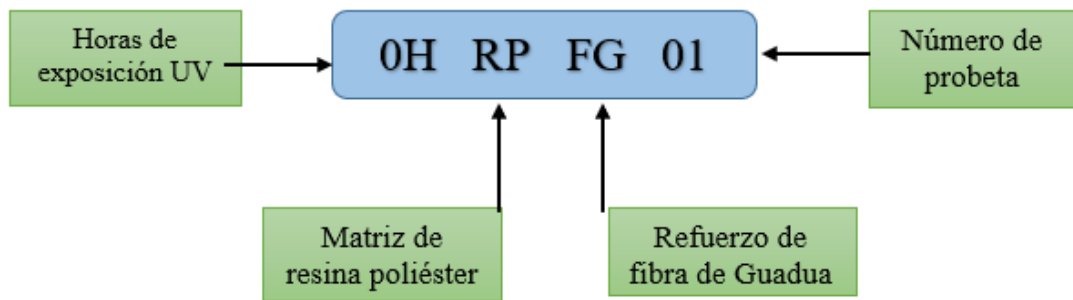 Horas de
exposición UV
0H RP FG 01
Número de
probeta
Matriz de
resina poliéster
Refuerzo de
fibra de Guadua